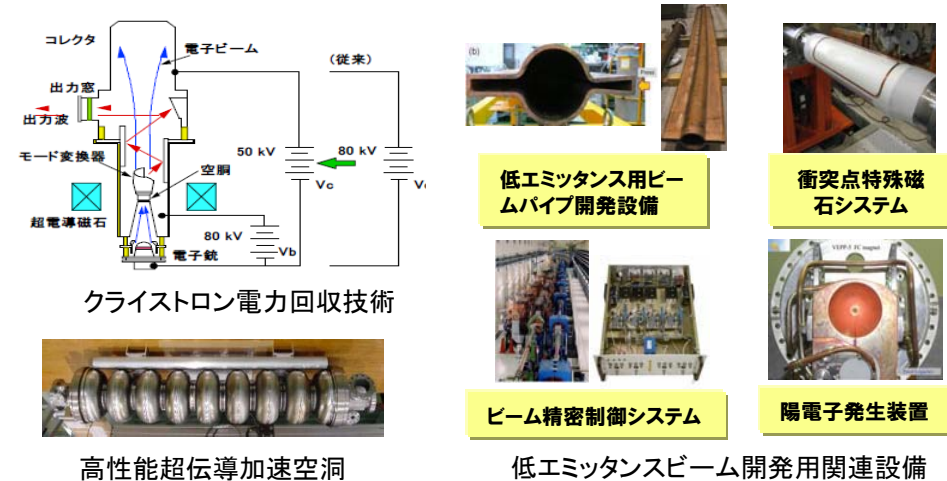 コレクタ
電子ビーム
(従来)
出力窓
出力波
モード変換器
50 kV
80 kV
空胴
Vc
超電導磁石
80 kV
Vb
電子銃
クライストロン電力回収技術
高性能超伝導加速空洞
(b)
低エミッタンス用ビー
ムパイプ開発設備
衝突点特殊磁
石システム
VEPP-5 FC magnet
ビーム精密制御システム
陽電子発生装置
低エミッタンスビーム開発用関連設備